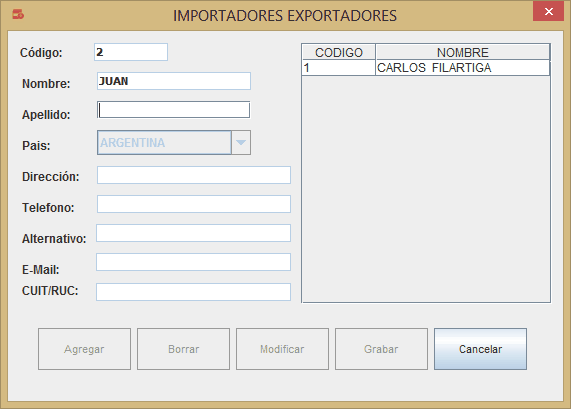 IMPORTADORES EXPORTADORES
Código: 2
Nombre: JUAN
Apellido:
Pais: ARGENTINA
Dirección:
Telefono:
Alternativo:
E-Mail:
CUIT/RUC:
CODIGO NOMBRE
1 CARLOS FILARTIGA
Agregar Borrar Modificar Grabar Cancelar